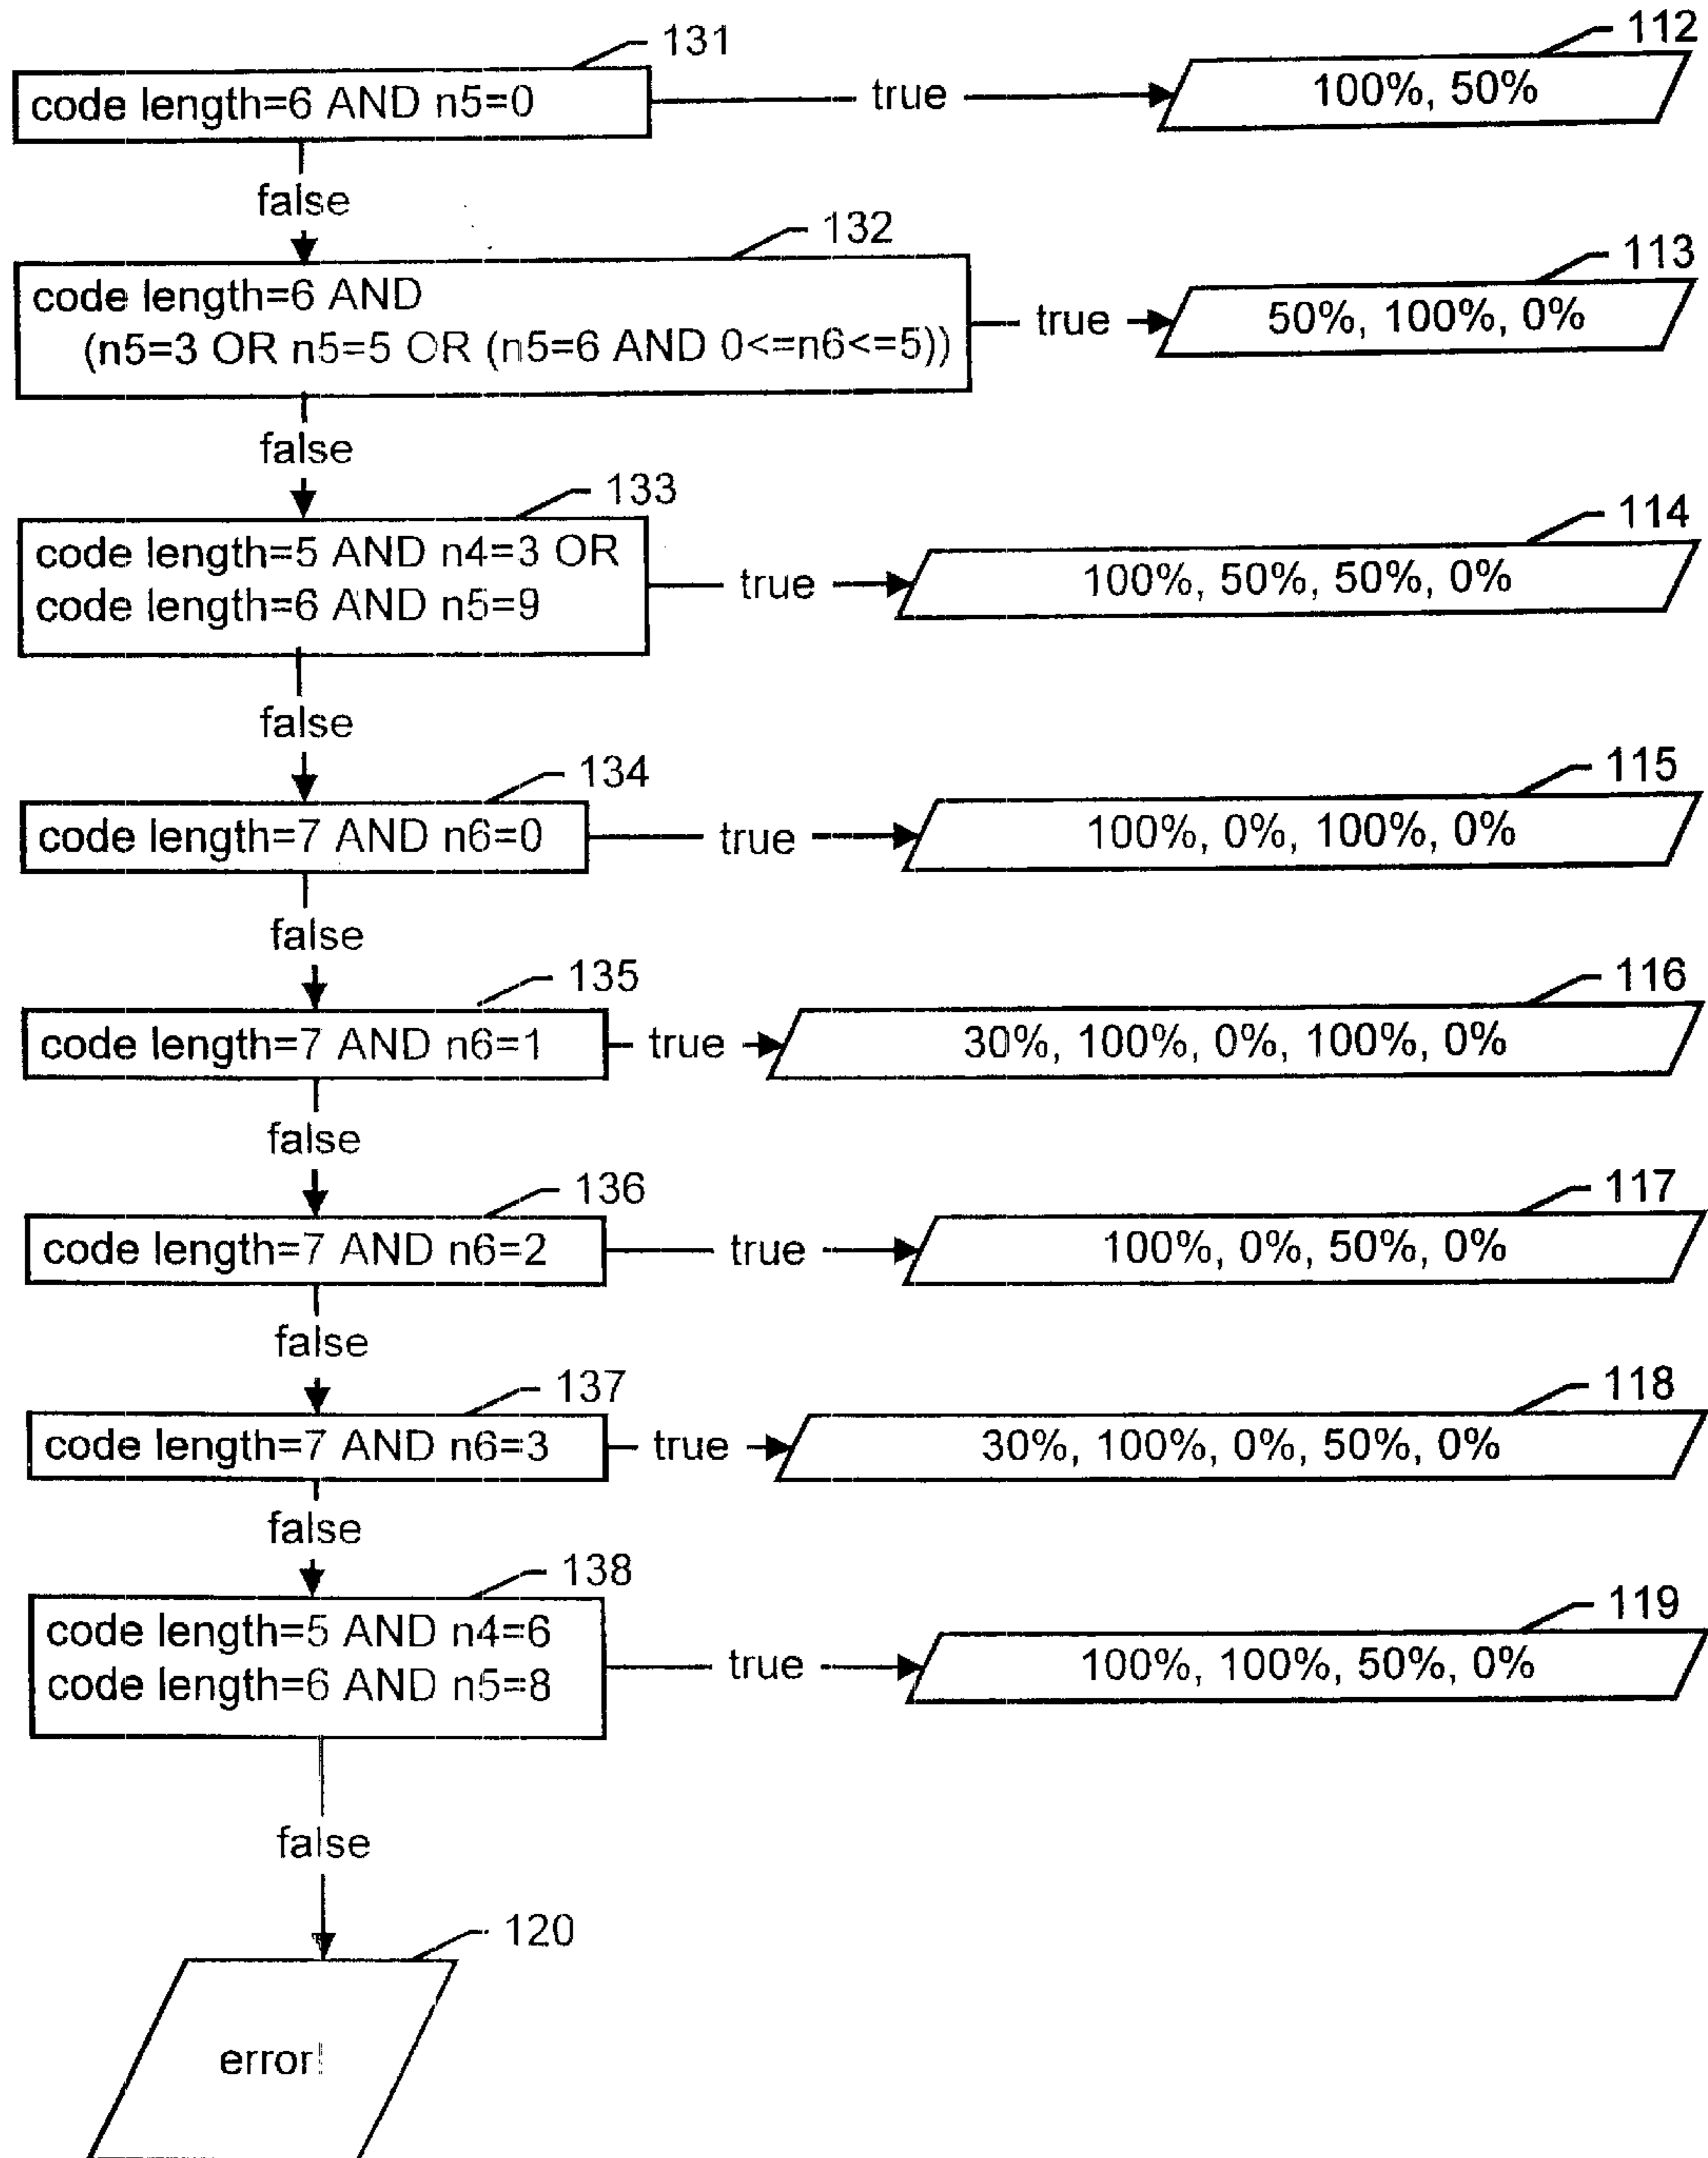 131
112
code length=6 AND n5=0
true
100%, 50%
false
132
113
code length=6 AND
(n5=3 OR n5=5 OR (n5=6 AND 0<=n6<=5))
true
50%, 100%, 0%
false
133
114
code length=5 AND n4=3 OR
code length=6 AND n5=9
true
100%, 50%, 50%, 0%
false
134
115
code length=7 AND n6=0
true
100%, 0%, 100%, 0%
false
135
116
code length=7 AND n6=1
true
30%, 100%, 0%, 100%, 0%
false
136
117
code length=7 AND n6=2
true
100%, 0%, 50%, 0%
false
137
118
code length=7 AND n6=3
true
30%, 100%, 0%, 50%, 0%
false
138
119
code length=5 AND n4=6
code length=6 AND n5=8
true
100%, 100%, 50%, 0%
false
120
error!